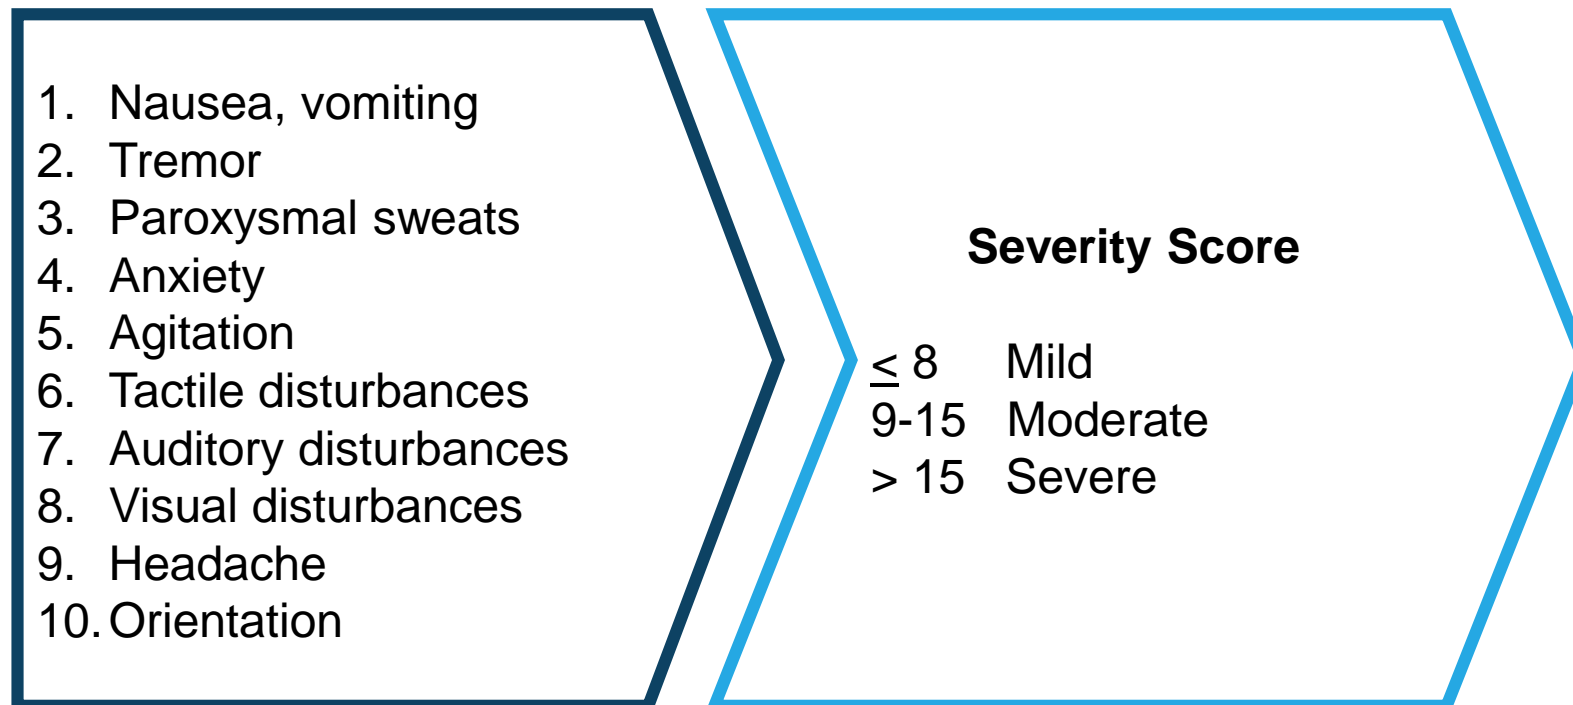 1. Nausea, vomiting
2. Tremor
3. Paroxysmal sweats
4. Anxiety
5. Agitation
6. Tactile disturbances
7. Auditory disturbances
8. Visual disturbances
9. Headache
10. Orientation
Severity Score
≤ 8 Mild
9-15 Moderate
> 15 Severe